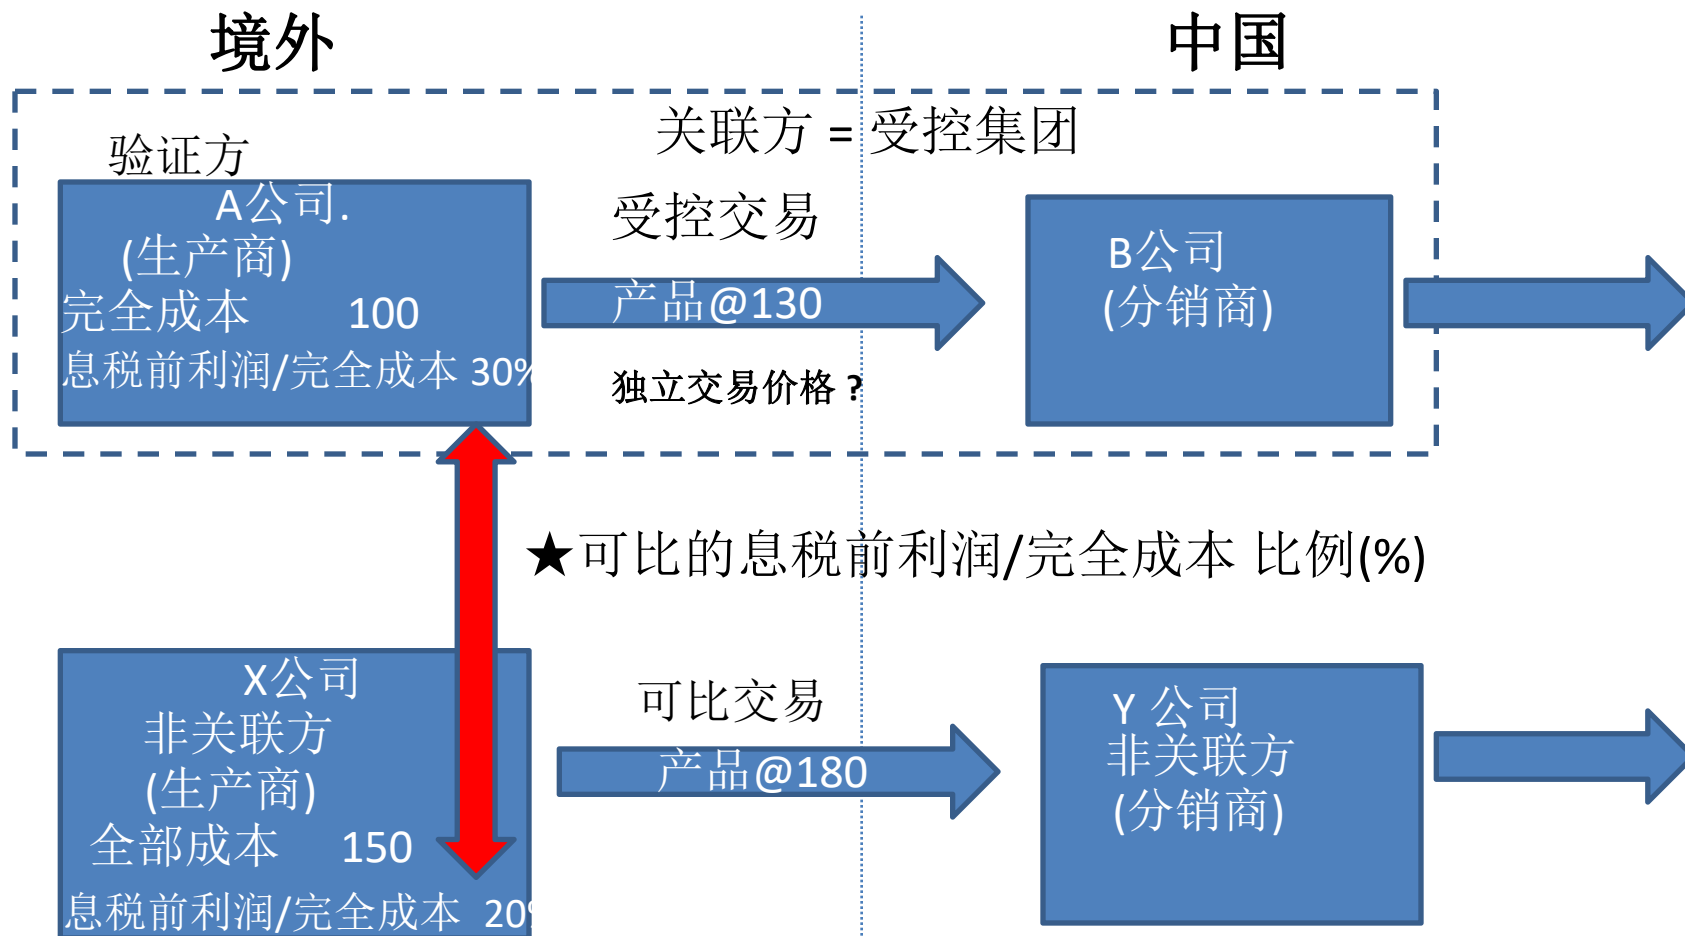 境外
中国
关联方 = 受控集团
验证方
A公司.
(生产商)
完全成本 100
息税前利润/完全成本 30%
受控交易
产品@130
独立交易价格？
B公司
(分销商)
★可比的息税前利润/完全成本 比例(%)
X公司
非关联方
(生产商)
全部成本 150
息税前利润/完全成本 20%
可比交易
产品@180
Y 公司
非关联方
(分销商)